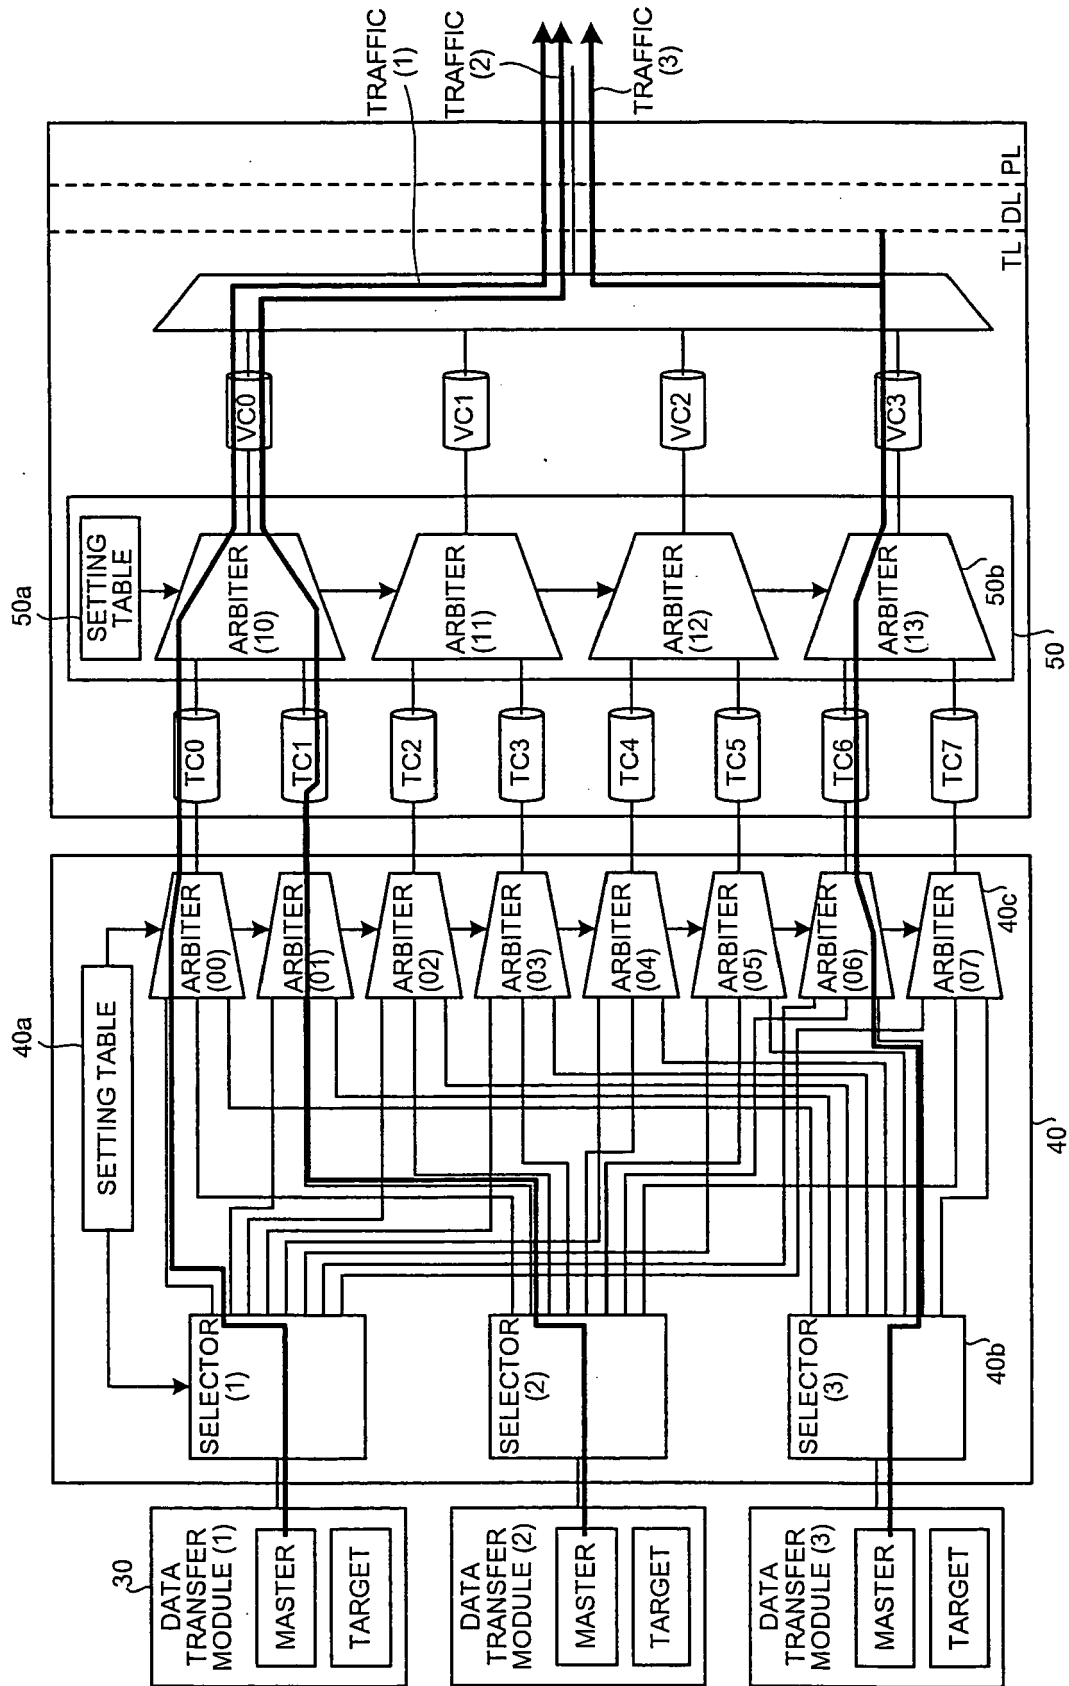 30
DATA
TRANSFER
MODULE (1)
MASTER
TARGET
DATA
TRANSFER
MODULE (2)
MASTER
TARGET
DATA
TRANSFER
MODULE (3)
MASTER
TARGET
40a
SETTING TABLE
SELECTOR
(1)
SELECTOR
(2)
SELECTOR
(3)
40b
ARBITER
(00)
ARBITER
(01)
ARBITER
(02)
ARBITER
(03)
ARBITER
(04)
ARBITER
(05)
ARBITER
(06)
ARBITER
(07)
40c
40
TC0
TC1
TC2
TC3
TC4
TC5
TC6
TC7
50a
SETTING
TABLE
ARBITER
(10)
ARBITER
(11)
ARBITER
(12)
ARBITER
(13)
50b
50
VC0
VC1
VC2
VC3
TL
DL
PL
TRAFFIC
(1)
TRAFFIC
(2)
TRAFFIC
(3)